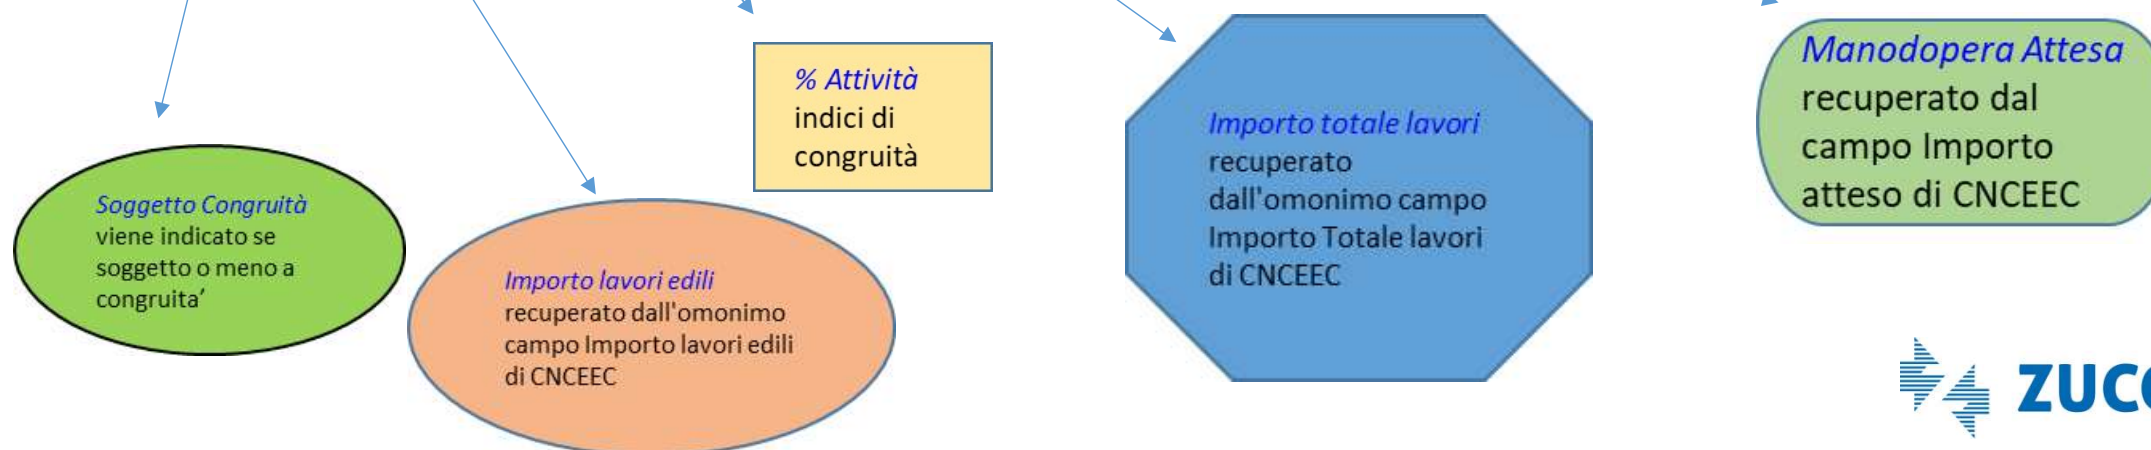 Soggetto Congruità
viene indicato se
soggetto o meno a
congruita’
Importo lavori edili
recuperato dall'omonimo
campo Importo lavori edili
di CNCEEC
% Attività
indici di
congruità
Importo totale lavori
recuperato
dall'omonimo campo
Importo Totale lavori
di CNCEEC
Manodopera Attesa
recuperato dal
campo Importo
atteso di CNCEEC